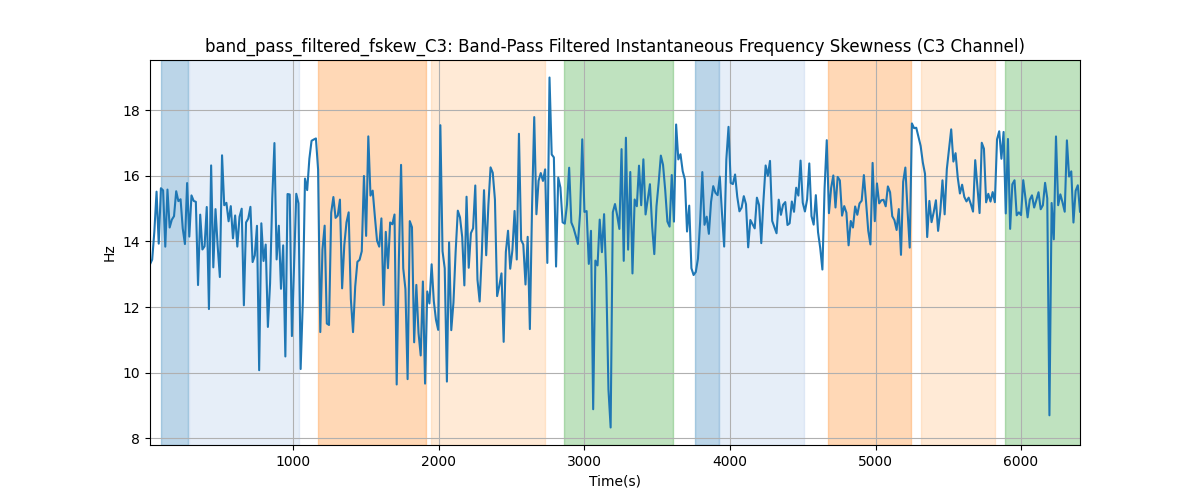 band_pass_filtered_fskew_C3: Band-Pass Filtered Instantaneous Frequency Skewness (C3 Channel)
18
16
14
12
10
8
Hz
1000 2000 3000 4000 5000 6000
Time(s)